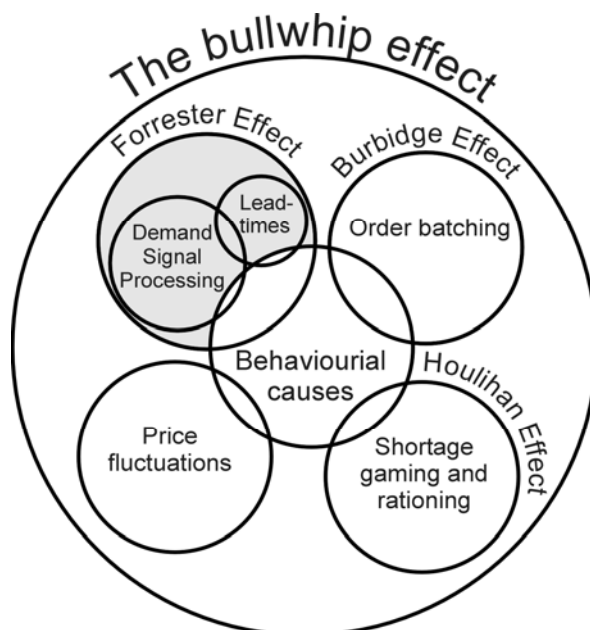 The bullwhip effect
Forrester Effect
Burbidge Effect
Lead-
times
Demand
Signal
Processing
Order batching
Behaviourial
causes
Houlihan Effect
Price
fluctuations
Shortage
gaming and
rationing